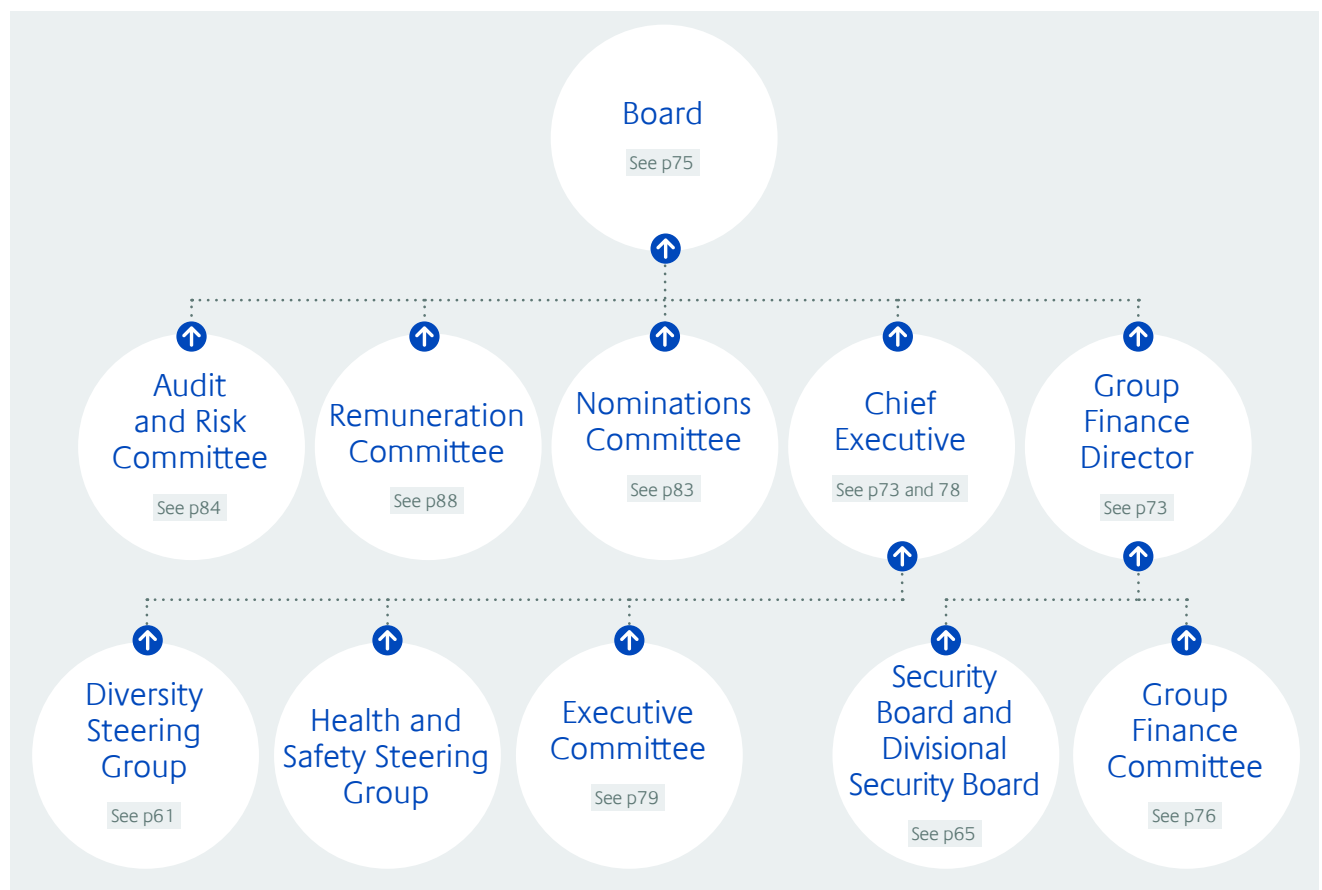 Board
See p75
Audit
and Risk
Committee
See p84
Remuneration
Committee
See p88
Nominations
Committee
See p83
Chief
Executive
See p73 and 78
Group
Finance
Director
See p73
Diversity
Steering
Group
See p61
Health and
Safety Steering
Group
Executive
Committee
See p79
Security
Board and
Divisional
Security Board
See p65
Group
Finance
Committee
See p76